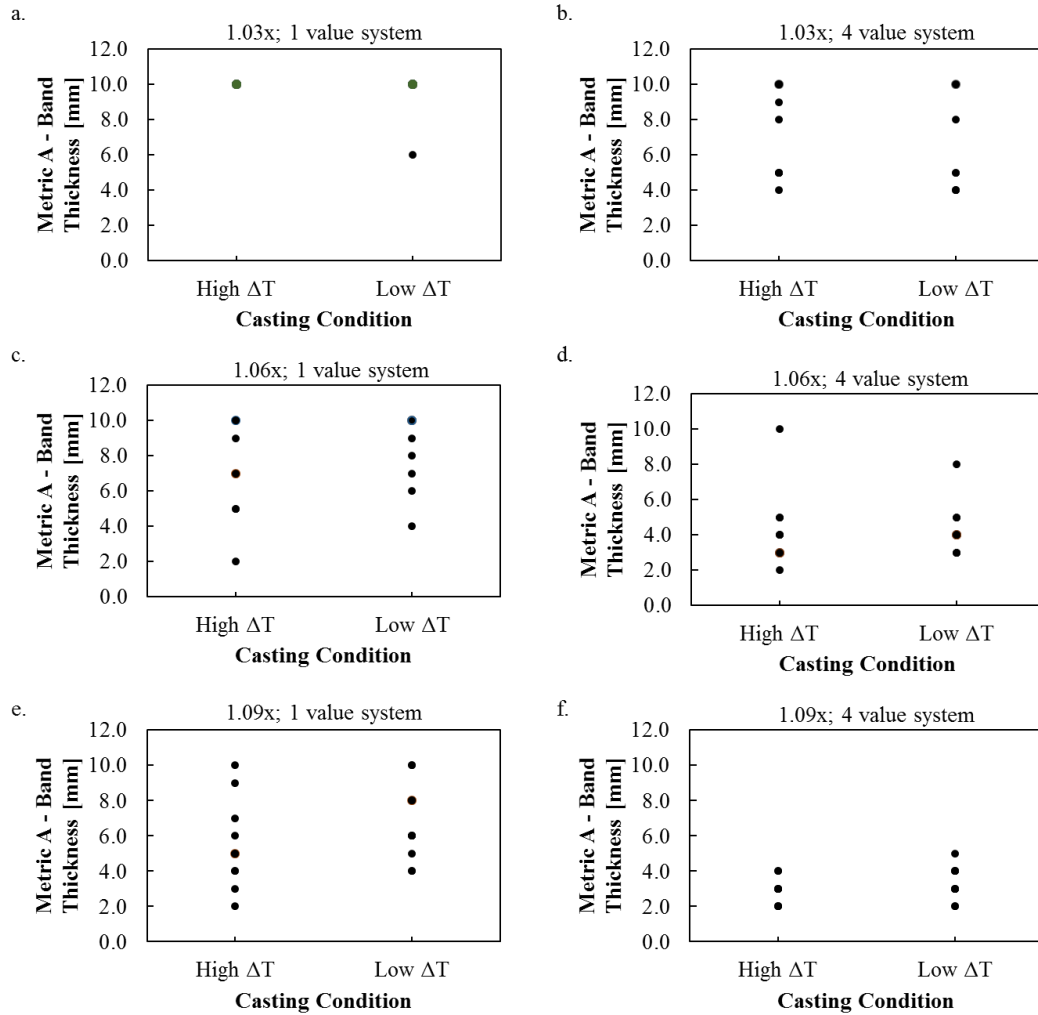 a.
1.03x; 1 value system
Metric A - Band
Thickness [mm]
12.0
10.0
8.0
6.0
4.0
2.0
0.0
High ΔT
Low ΔT
Casting Condition
b.
1.03x; 4 value system
Metric A - Band
Thickness [mm]
12.0
10.0
8.0
6.0
4.0
2.0
0.0
High ΔT
Low ΔT
Casting Condition
c.
1.06x; 1 value system
Metric A - Band
Thickness [mm]
12.0
10.0
8.0
6.0
4.0
2.0
0.0
High ΔT
Low ΔT
Casting Condition
d.
1.06x; 4 value system
Metric A - Band
Thickness [mm]
12.0
10.0
8.0
6.0
4.0
2.0
0.0
High ΔT
Low ΔT
Casting Condition
e.
1.09x; 1 value system
Metric A - Band
Thickness [mm]
12.0
10.0
8.0
6.0
4.0
2.0
0.0
High ΔT
Low ΔT
Casting Condition
f.
1.09x; 4 value system
Metric A - Band
Thickness [mm]
12.0
10.0
8.0
6.0
4.0
2.0
0.0
High ΔT
Low ΔT
Casting Condition